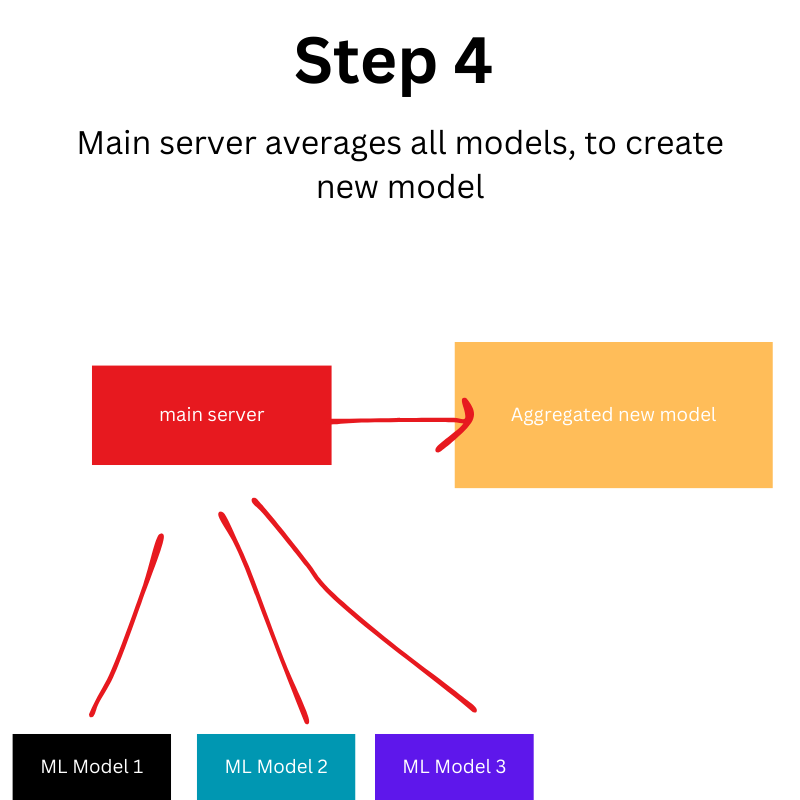 Step 4
Main server averages all models, to create
new model
main server
Aggregated new model
ML Model 1
ML Model 2
ML Model 3